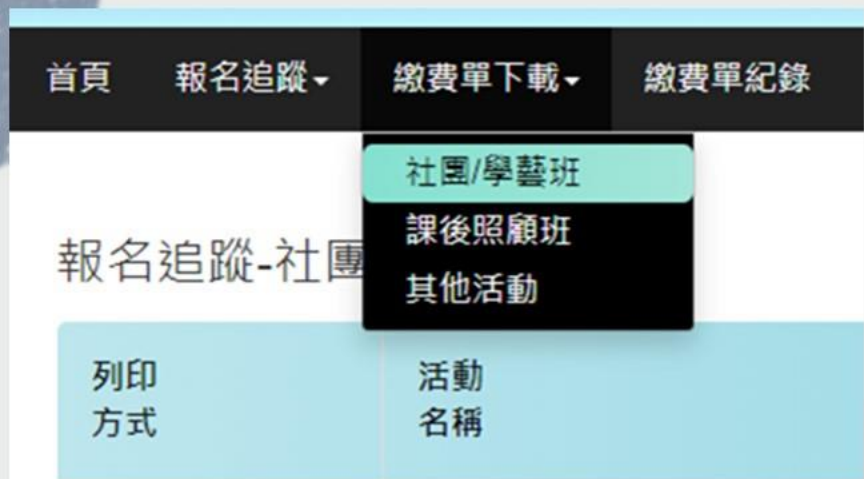 首頁 報名追蹤 繳費單下載 繳費單紀錄
社團/學藝班
課後照顧班
其他活動
報名追蹤-社團
列印
方式
活動
名稱